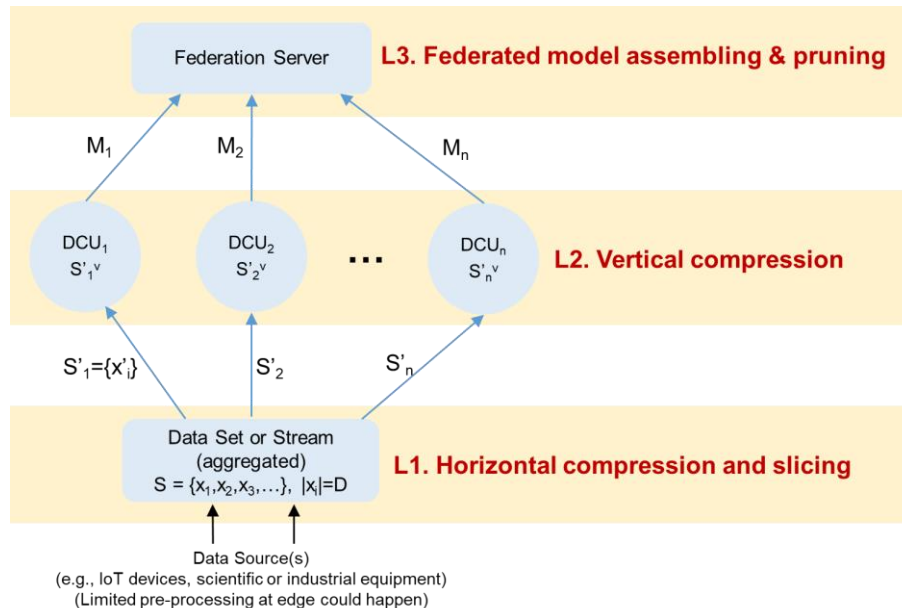 Federation Server
L3. Federated model assembling & pruning
M₁
M₂
Mₙ
DCU₁
S'₁ᵛ
DCU₂
S'₂ᵛ
...
DCUₙ
S'ₙᵛ
L2. Vertical compression
S'₁={x'ᵢ}
S'₂
S'ₙ
Data Set or Stream
(aggregated)
S = {x₁,x₂,x₃,…}, |xᵢ|=D
L1. Horizontal compression and slicing
Data Source(s)
(e.g., IoT devices, scientific or industrial equipment)
(Limited pre-processing at edge could happen)